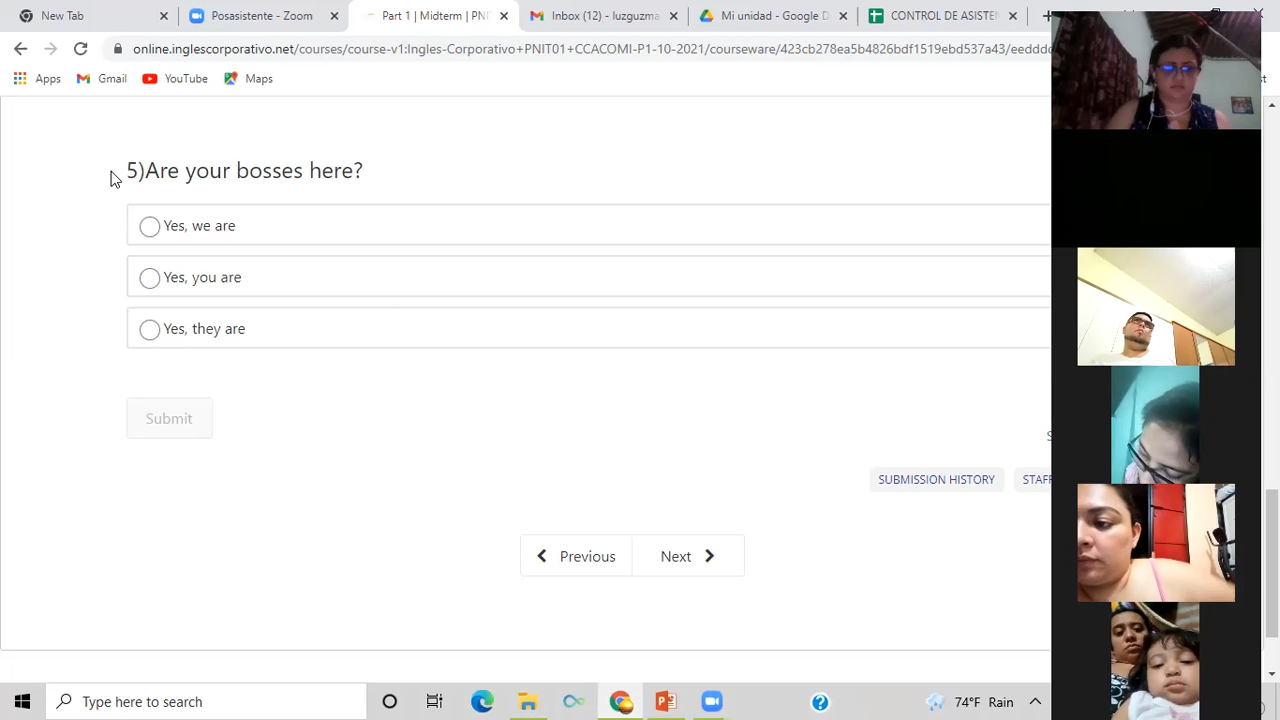 New Tab
Posasistente - Zoom
Part 1 | Midterm | PNIT
Inbox (12) - luzguzma
Mi unidad - Google D
CONTROL DE ASISTE
online.inglescorporativo.net/courses/course-v1:Ingles-Corporativo+PNIT01+CCACOMI-P1-10-2021/courseware/423cb278ea5b4826bdf1519ebd537a43/eeddd
Apps
Gmail
YouTube
Maps
5)Are your bosses here?
Yes, we are
Yes, you are
Yes, they are
Submit
SUBMISSION HISTORY
STAFF
Previous
Next
Type here to search
74°F Rain